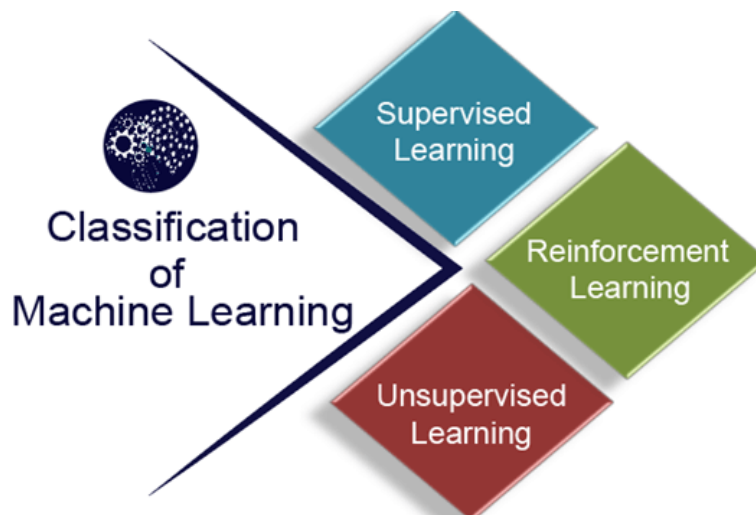 Classification
of
Machine Learning
Supervised
Learning
Reinforcement
Learning
Unsupervised
Learning